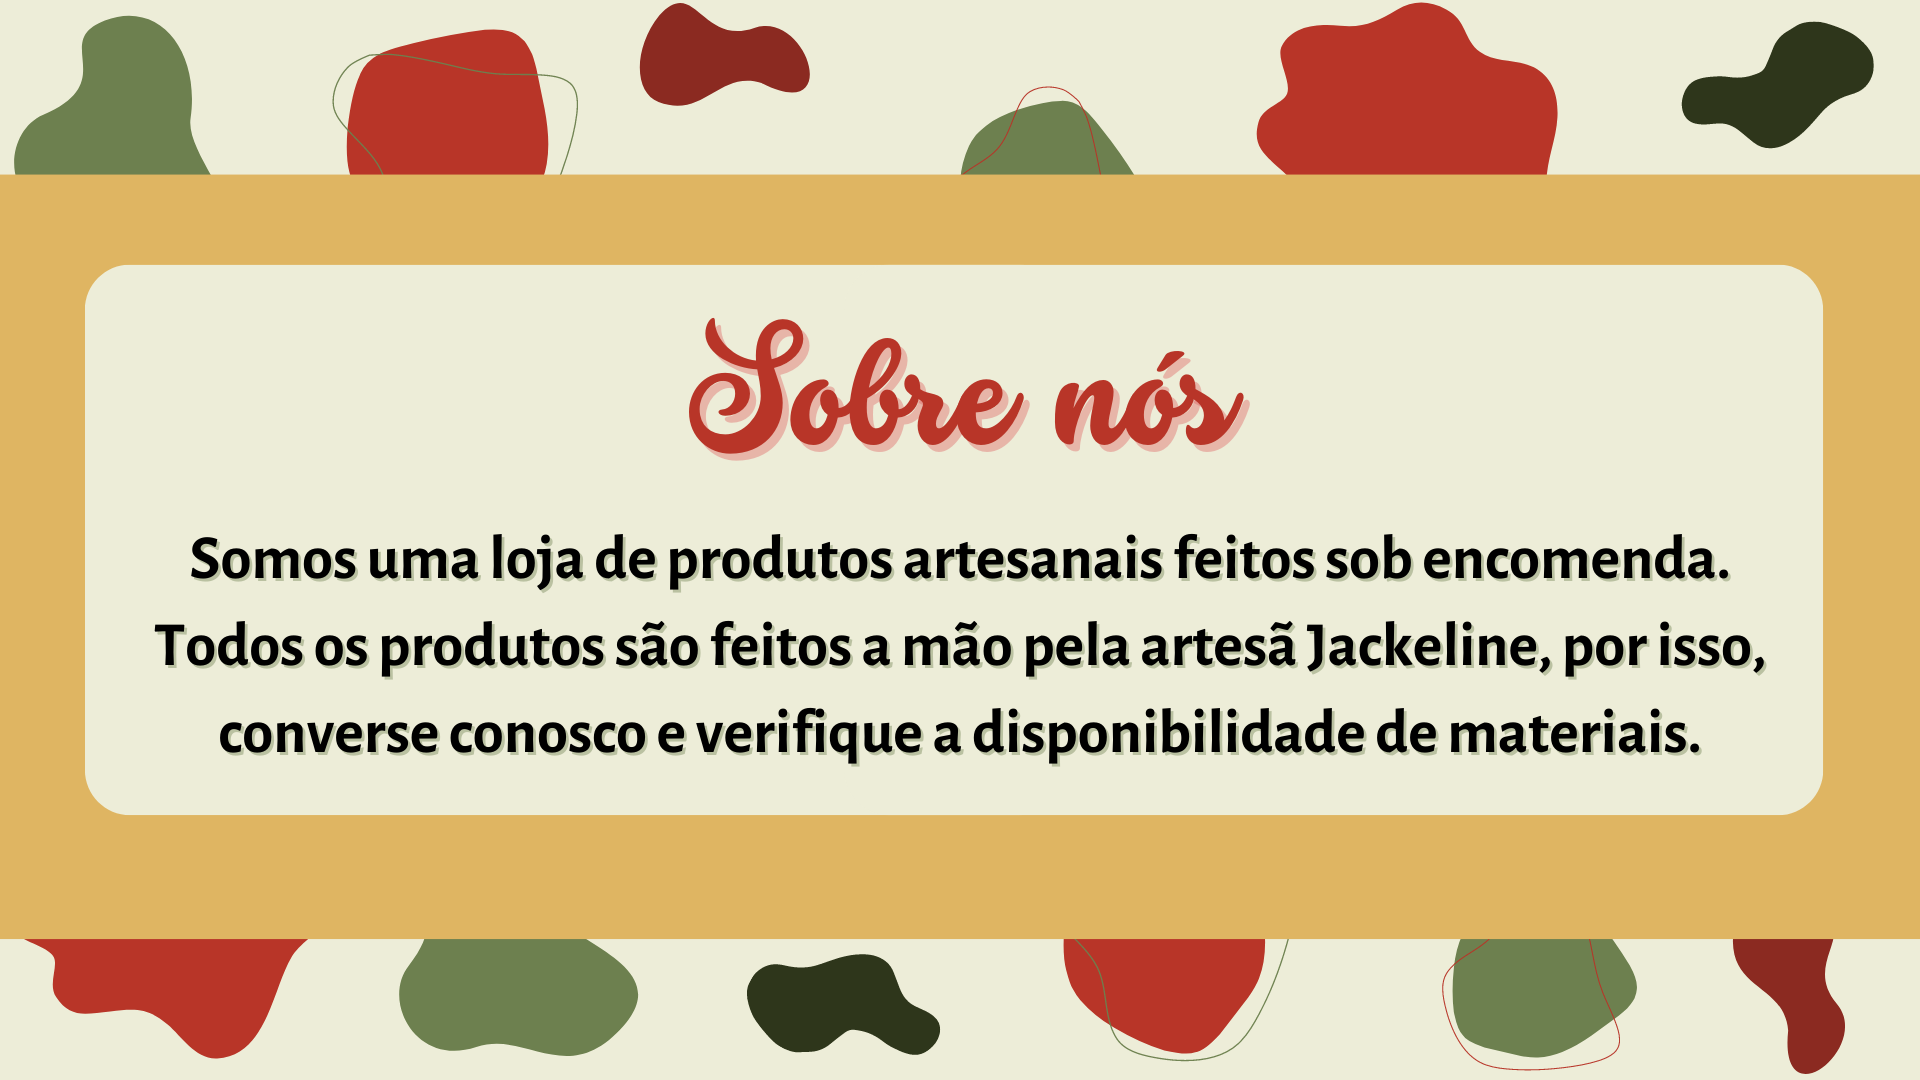 Sobre nós
Somos uma loja de produtos artesanais feitos sob encomenda.
Todos os produtos são feitos a mão pela artesã Jackeline, por isso,
converse conosco e verifique a disponibilidade de materiais.